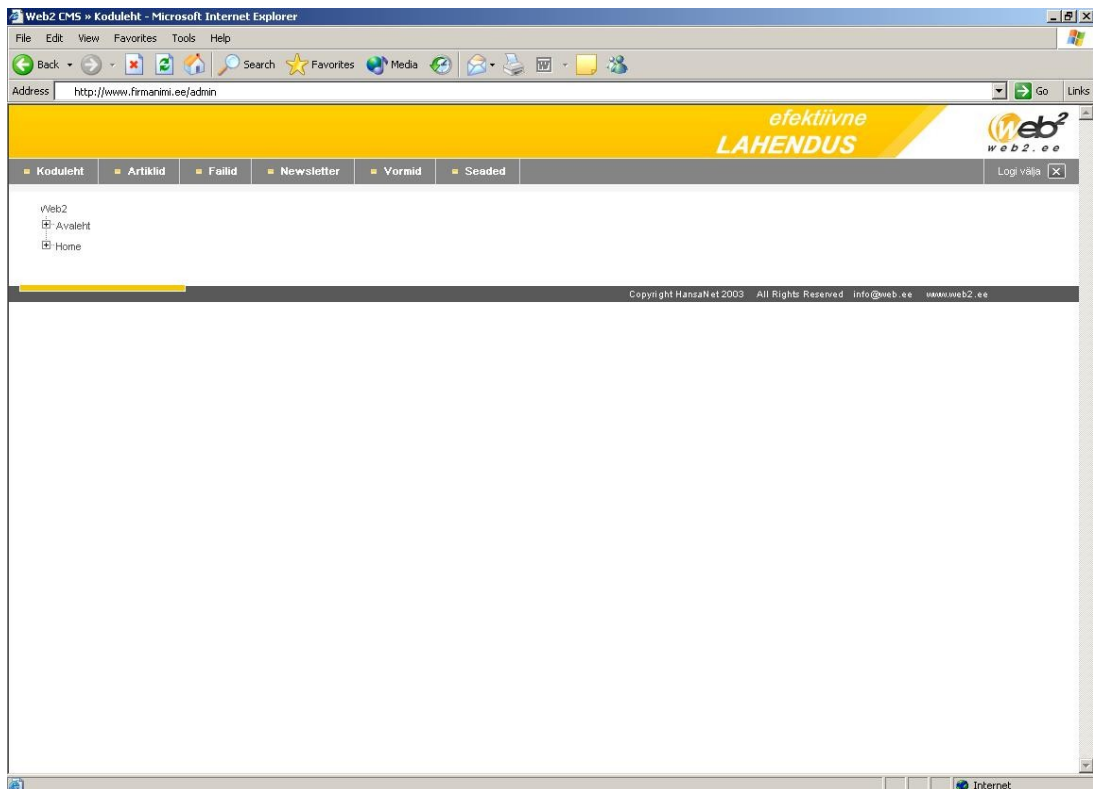 Web2 CMS » Koduleht - Microsoft Internet Explorer
File Edit View Favorites Tools Help
Back Search Favorites Media
Address http://www.firmanimi.ee/admin Go Links
efektiivne
LAHENDUS
Web2
web2.ee
Koduleht Artiklid Failid Newsletter Vormid Seaded Logi välja
Web2
Avaleht
Home
Copyright HansaNet 2003 All Rights Reserved info@web.ee www.web2.ee
Internet